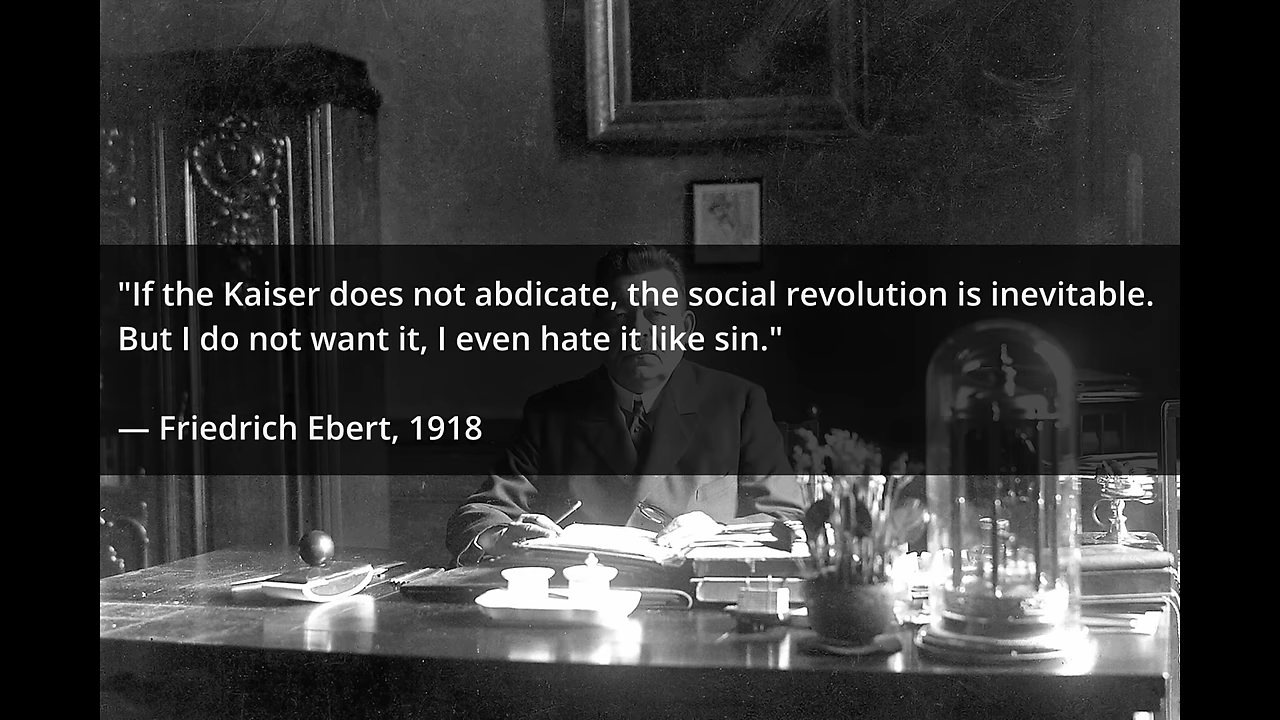 "If the Kaiser does not abdicate, the social revolution is inevitable.
But I do not want it, I even hate it like sin."
— Friedrich Ebert, 1918